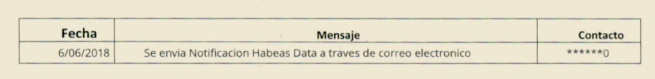 Fecha Mensaje Contacto
6/06/2018 Se envia Notificacion Habeas Data a traves de correo electronico ******0